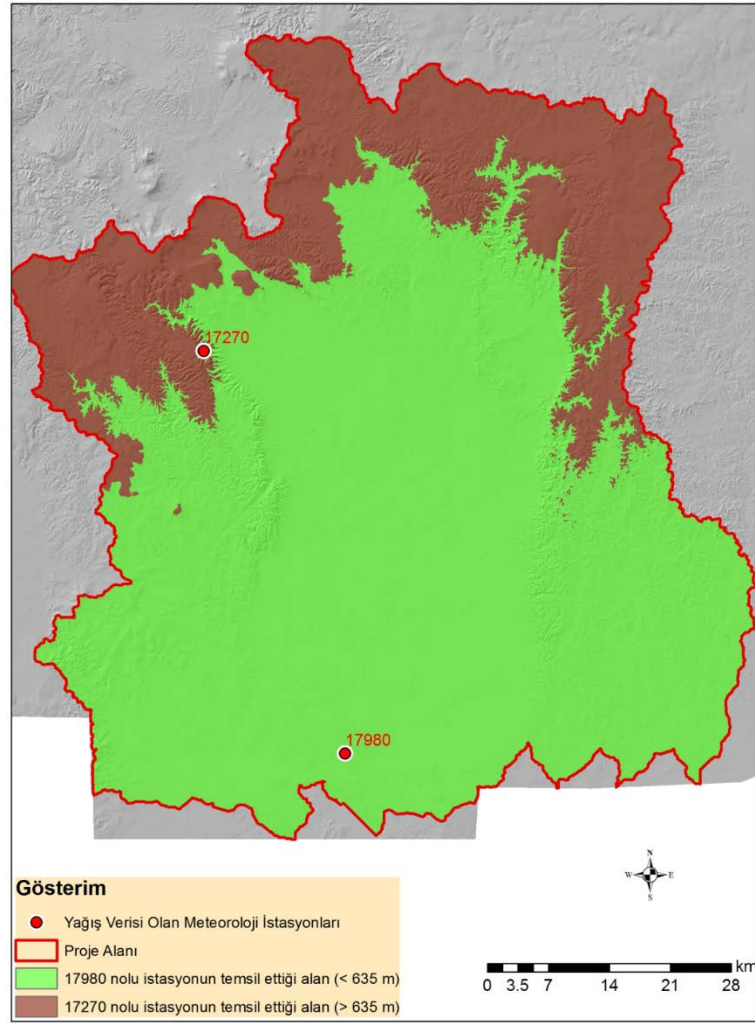 17270
17980
N
W E
S
Gösterim
Yağış Verisi Olan Meteoroloji İstasyonları
Proje Alanı
17980 nolu istasyonun temsil ettiği alan (< 635 m)
17270 nolu istasyonun temsil ettiği alan (> 635 m)
km
0 3.5 7 14 21 28